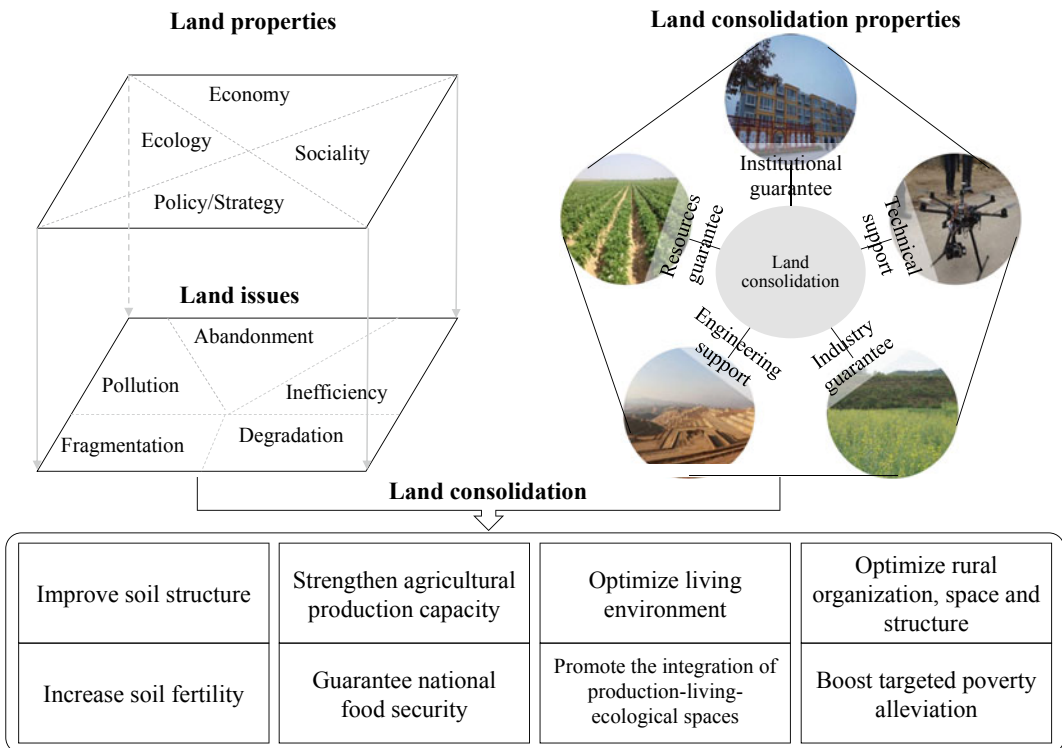 Land properties
Economy
Ecology
Sociality
Policy/Strategy
Land issues
Abandonment
Pollution
Inefficiency
Fragmentation
Degradation
Land consolidation properties
Institutional
guarantee
Resources
guarantee
Technical
support
Land
consolidation
Engineering
support
Industry
guarantee
Land consolidation
Improve soil structure
Strengthen agricultural
production capacity
Optimize living
environment
Optimize rural
organization, space and
structure
Increase soil fertility
Guarantee national
food security
Promote the integration of
production-living-
ecological spaces
Boost targeted poverty
alleviation